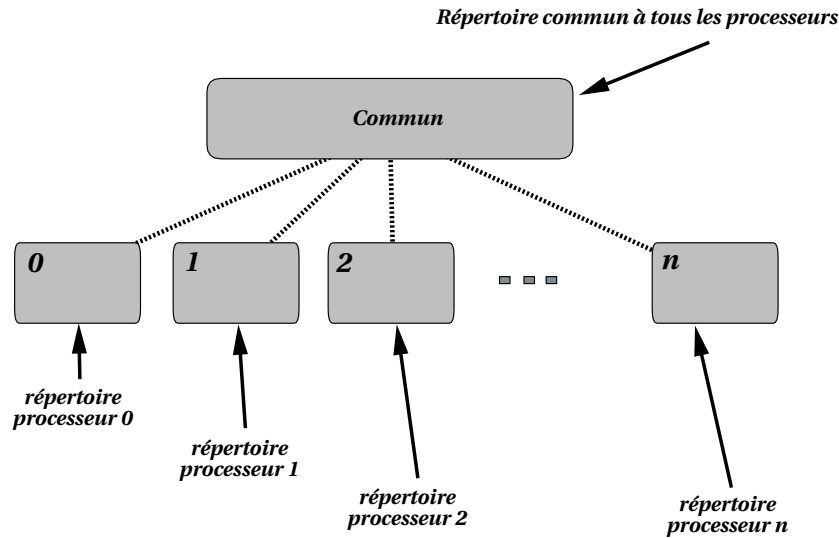 Répertoire commun à tous les processeurs
Commun
0
1
2
n
répertoire
processeur 0
répertoire
processeur 1
répertoire
processeur 2
répertoire
processeur n